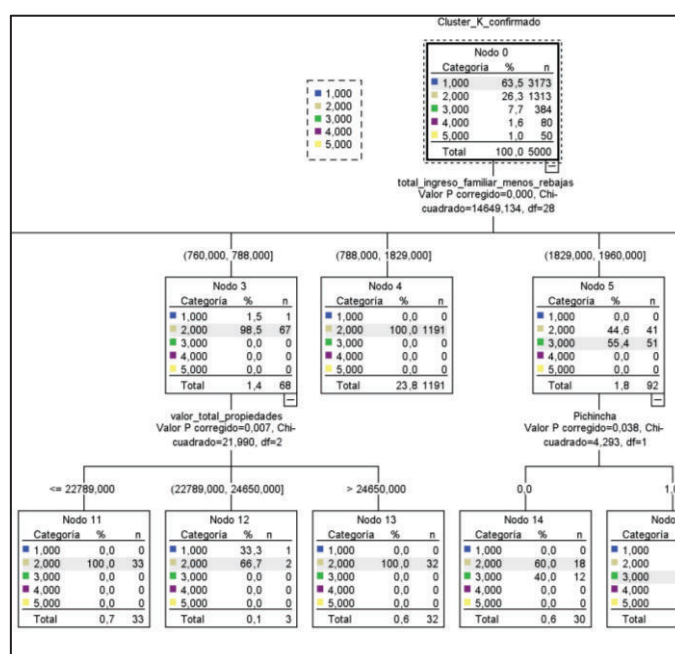 Cluster_K_confirmado
Nodo 0
Categoría % n
1,000 63,5 3173
2,000 26,3 1313
3,000 7,7 384
4,000 1,6 80
5,000 1,0 50
Total 100,0 5000
1,000
2,000
3,000
4,000
5,000
total_ingreso_familiar_menos_rebajas
Valor P corregido=0,000, Chi-
cuadrado=14649,134, df=28
(760,000, 788,000]
(788,000, 1829,000]
(1829,000, 1960,000]
Nodo 3
Categoría % n
1,000 1,5 1
2,000 98,5 67
3,000 0,0 0
4,000 0,0 0
5,000 0,0 0
Total 1,4 68
Nodo 4
Categoría % n
1,000 0,0 0
2,000 100,0 1191
3,000 0,0 0
4,000 0,0 0
5,000 0,0 0
Total 23,8 1191
Nodo 5
Categoría % n
1,000 0,0 0
2,000 44,6 41
3,000 55,4 51
4,000 0,0 0
5,000 0,0 0
Total 1,8 92
valor_total_propiedades
Valor P corregido=0,007, Chi-
cuadrado=21,990, df=2
Pichincha
Valor P corregido=0,038, Chi-
cuadrado=4,293, df=1
<= 22789,000
(22789,000, 24650,000]
> 24650,000
0,0
1,0
Nodo 11
Categoría % n
1,000 0,0 0
2,000 100,0 33
3,000 0,0 0
4,000 0,0 0
5,000 0,0 0
Total 0,7 33
Nodo 12
Categoría % n
1,000 33,3 1
2,000 66,7 2
3,000 0,0 0
4,000 0,0 0
5,000 0,0 0
Total 0,1 3
Nodo 13
Categoría % n
1,000 0,0 0
2,000 100,0 32
3,000 0,0 0
4,000 0,0 0
5,000 0,0 0
Total 0,6 32
Nodo 14
Categoría % n
1,000 0,0 0
2,000 60,0 18
3,000 40,0 12
4,000 0,0 0
5,000 0,0 0
Total 0,6 30
Nodo
Categoría
1,000
2,000
3,000
4,000
5,000
Total